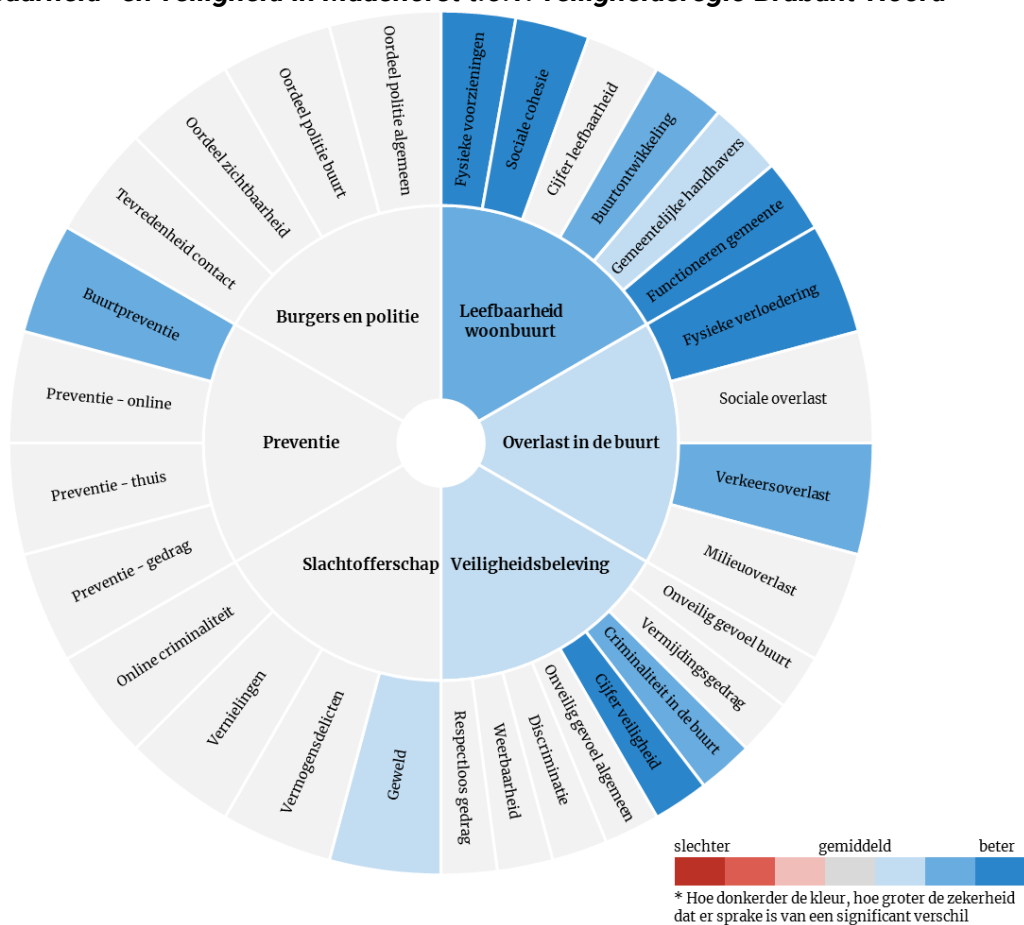 Fysieke voorzieningen
Sociale cohesie
Cijfer leefbaarheid
Buurtontwikkeling
Gemeentelijke handhavers
Functioneren gemeente
Fysieke verloedering
Sociale overlast
Verkeersoverlast
Milieuoverlast
Onveilig gevoel buurt
Vermijdingsgedrag
Criminaliteit in de buurt
Cijfer veiligheid
Onveilig gevoel algemeen
Discriminatie
Weerbaarheid
Respectloos gedrag
Geweld
Vermogensdelicten
Vernielingen
Online criminaliteit
Preventie - gedrag
Preventie - thuis
Preventie - online
Buurtpreventie
Tevredenheid contact
Oordeel zichtbaarheid
Oordeel politie buurt
Oordeel politie algemeen
Burgers en politie
Leefbaarheid
woonbuurt
Preventie
Overlast in de buurt
Slachtofferschap
Veiligheidsbeleving
slechter gemiddeld beter
* Hoe donkerder de kleur, hoe groter de zekerheid
dat er sprake is van een significant verschil